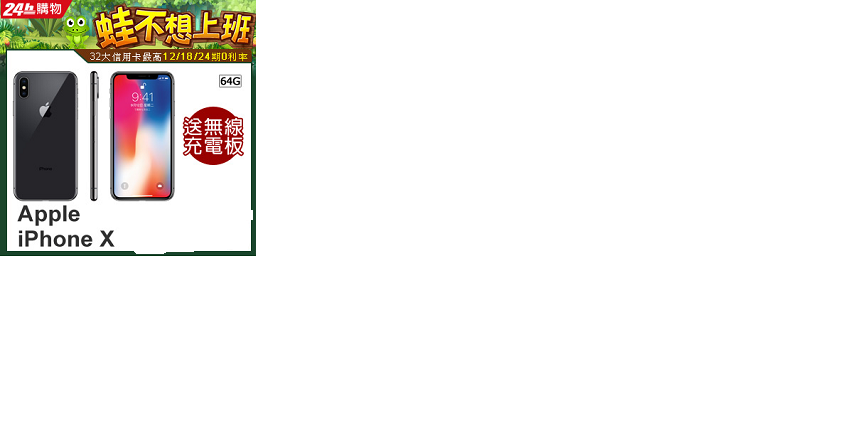 24h購物
蛙不想上班
32大信用卡最高12/18/24期0利率
64G
9:41
送無線
充電板
iPhone
Apple
iPhone X